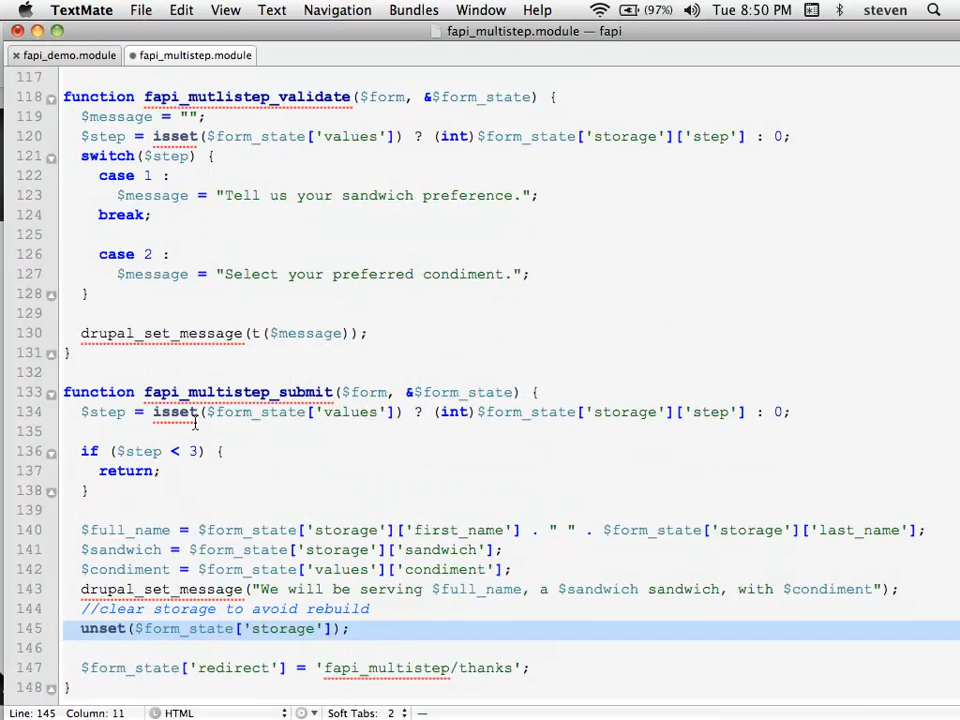 TextMate File Edit View Text Navigation Bundles Window Help (97%) Tue 8:50 PM steven
fapi_multistep.module — fapi
fapi_demo.module fapi_multistep.module
117
118 function fapi_mutlistep_validate($form, &$form_state) {
119 $message = "";
120 $step = isset($form_state['values']) ? (int)$form_state['storage']['step'] : 0;
121 switch($step) {
122 case 1 :
123 $message = "Tell us your sandwich preference.";
124 break;
125
126 case 2 :
127 $message = "Select your preferred condiment.";
128 }
129
130 drupal_set_message(t($message));
131 }
132
133 function fapi_multistep_submit($form, &$form_state) {
134 $step = isset($form_state['values']) ? (int)$form_state['storage']['step'] : 0;
135
136 if ($step < 3) {
137 return;
138 }
139
140 $full_name = $form_state['storage']['first_name'] . " " . $form_state['storage']['last_name'];
141 $sandwich = $form_state['storage']['sandwich'];
142 $condiment = $form_state['values']['condiment'];
143 drupal_set_message("We will be serving $full_name, a $sandwich sandwich, with $condiment");
144 //clear storage to avoid rebuild
145 unset($form_state['storage']);
146
147 $form_state['redirect'] = 'fapi_multistep/thanks';
148 }
Line: 145 Column: 11 HTML Soft Tabs: 2 —